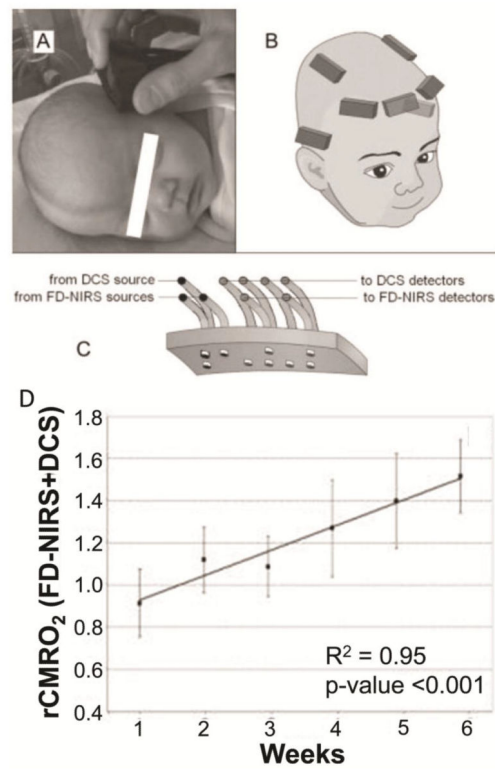 A
B
from DCS source
to DCS detectors
from FD-NIRS sources
to FD-NIRS detectors
C
D
rCMRO₂ (FD-NIRS+DCS)
1.8
1.6
1.4
1.2
1.0
0.8
0.6
0.4
R² = 0.95
p-value <0.001
1 2 3 4 5 6
Weeks